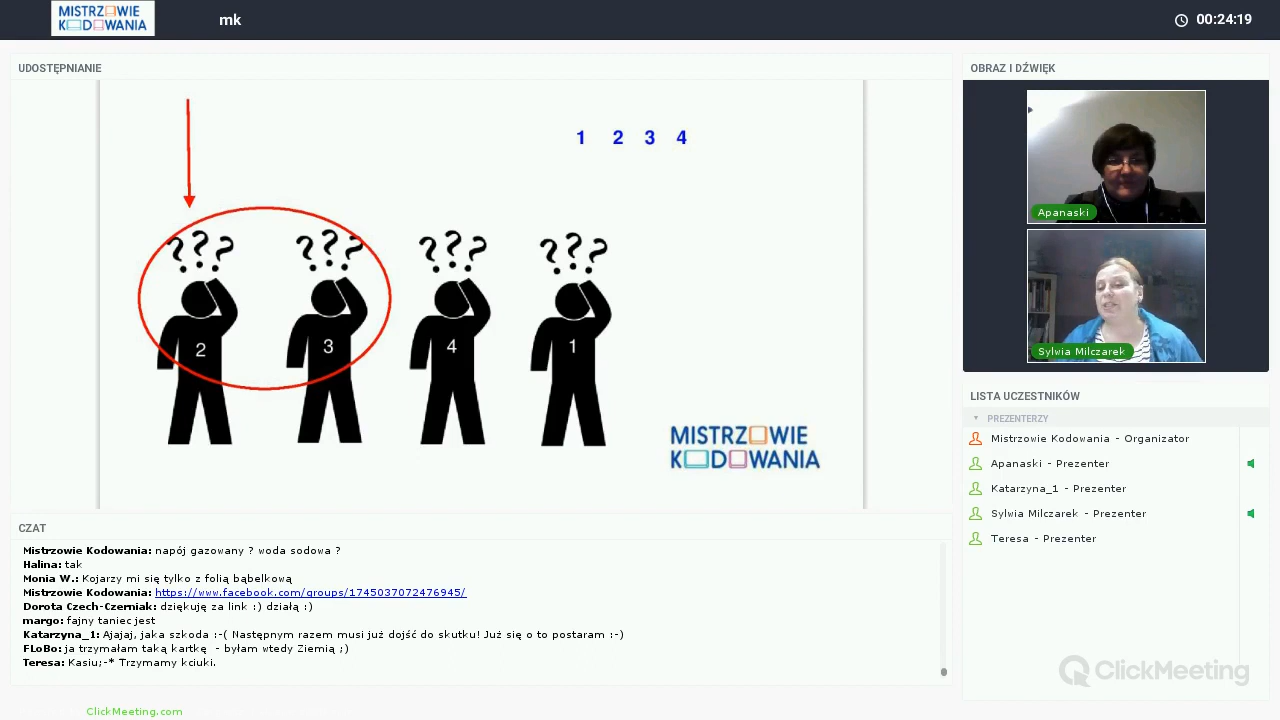 MISTRZOWIE
KODOWANIA
mk
00:24:19
UDOSTĘPNIANIE
1 2 3 4
???
???
???
???
2
3
4
1
MISTRZOWIE
KODOWANIA
OBRAZ I DŹWIĘK
Apanaski
Sylwia Milczarek
CZAT
Mistrzowie Kodowania: napój gazowany ? woda sodowa ?
Halina: tak
Monia W.: Kojarzy mi się tylko z folią bąbelkową
Mistrzowie Kodowania: https://www.facebook.com/groups/1745037072476945/
Dorota Czech-Czerniak: dziękuję za link :) działą :)
margo: fajny taniec jest
Katarzyna_1: Ajajaj, jaka szkoda :-( Następnym razem musi już dojść do skutku! Już się o to postaram :-)
FLoBo: ja trzymałam taką kartkę - byłam wtedy Ziemią ;)
Teresa: Kasiu;-* Trzymamy kciuki.
LISTA UCZESTNIKÓW
PREZENTERZY
Mistrzowie Kodowania - Organizator
Apanaski - Prezenter
Katarzyna_1 - Prezenter
Sylwia Milczarek - Prezenter
Teresa - Prezenter
ClickMeeting
ClickMeeting.com